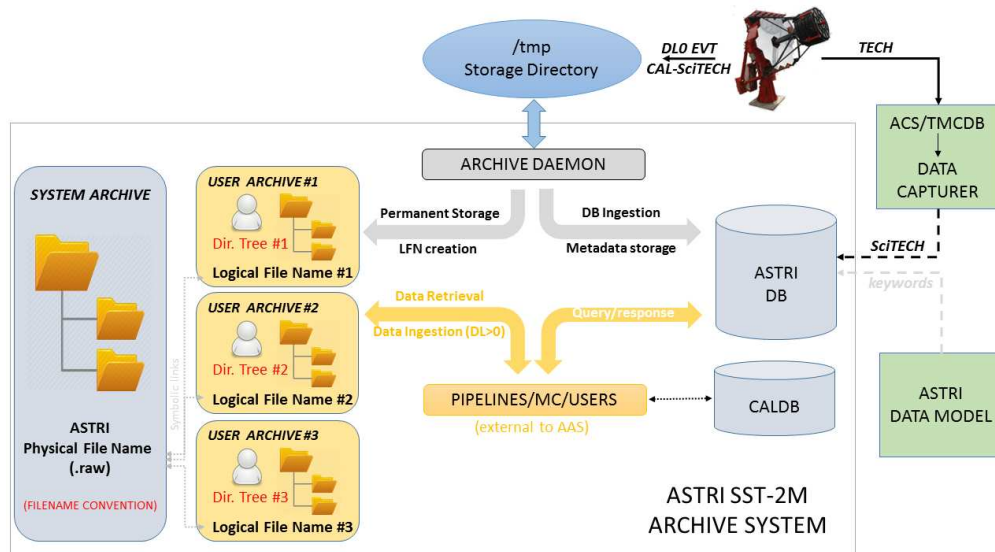 /tmp
Storage Directory
DL0 EVT
CAL-SciTECH
TECH
ACS/TMCDB
DATA
CAPTURER
ARCHIVE DAEMON
SYSTEM ARCHIVE
ASTRI
Physical File Name
(.raw)
(FILENAME CONVENTION)
Symbolic links
USER ARCHIVE#1
Dir. Tree #1
Logical File Name #1
USER ARCHIVE#2
Dir. Tree #2
Logical File Name #2
USER ARCHIVE#3
Dir. Tree #3
Logical File Name #3
Permanent Storage
LFN creation
DB Ingestion
Metadata storage
Data Retrieval
Data Ingestion (DL>0)
Query/response
PIPELINES/MC/USERS
(external to AAS)
ASTRI
DB
CALDB
SciTECH
keywords
ASTRI
DATA MODEL
ASTRI SST-2M
ARCHIVE SYSTEM